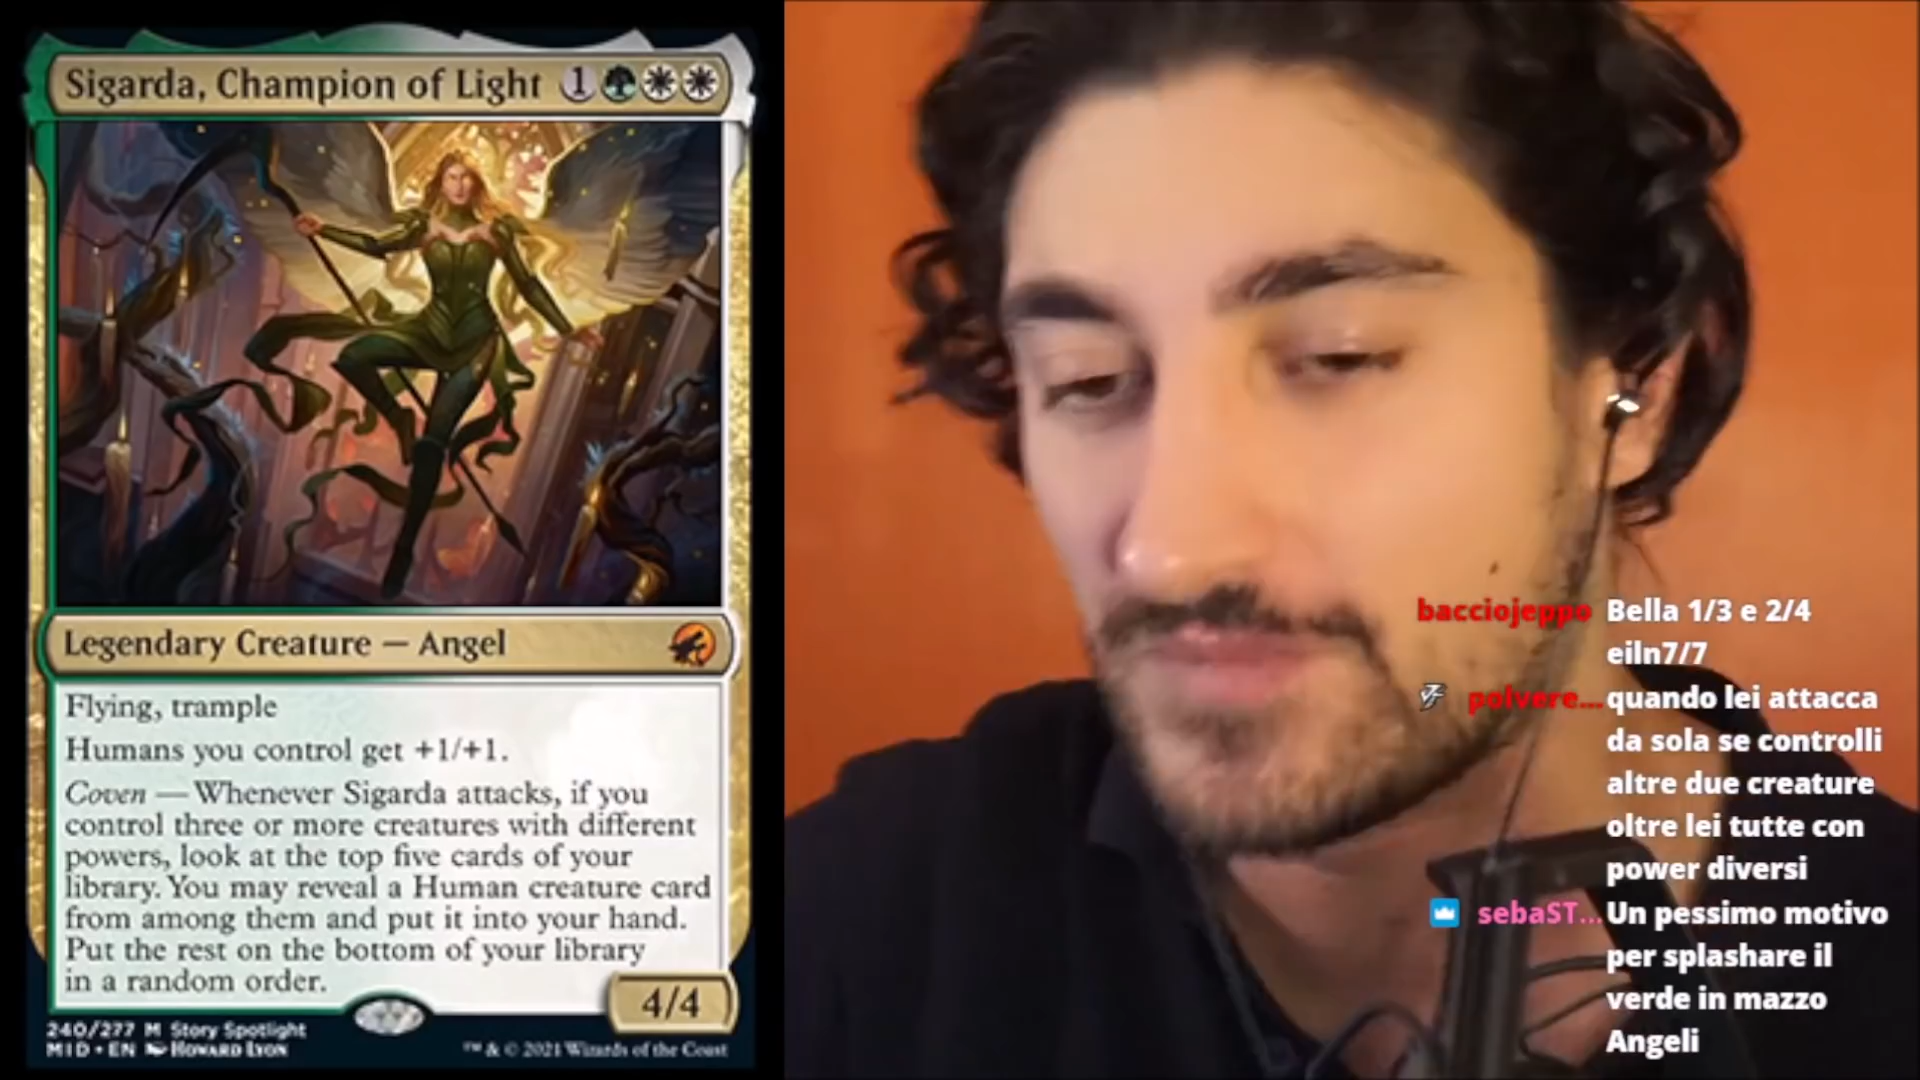 Sigarda, Champion of Light 1
Legendary Creature — Angel
Flying, trample
Humans you control get +1/+1.
Coven — Whenever Sigarda attacks, if you
control three or more creatures with different
powers, look at the top five cards of your
library. You may reveal a Human creature card
from among them and put it into your hand.
Put the rest on the bottom of your library
in a random order.
4/4
240/277 M Story Spotlight
MID • EN Howard Lyon
™ & © 2021 Wizards of the Coast
bacciojeppo Bella 1/3 e 2/4
eiln7/7
polvere... quando lei attacca
da sola se controlli
altre due creature
oltre lei tutte con
power diversi
sebaST... Un pessimo motivo
per splashare il
verde in mazzo
Angeli